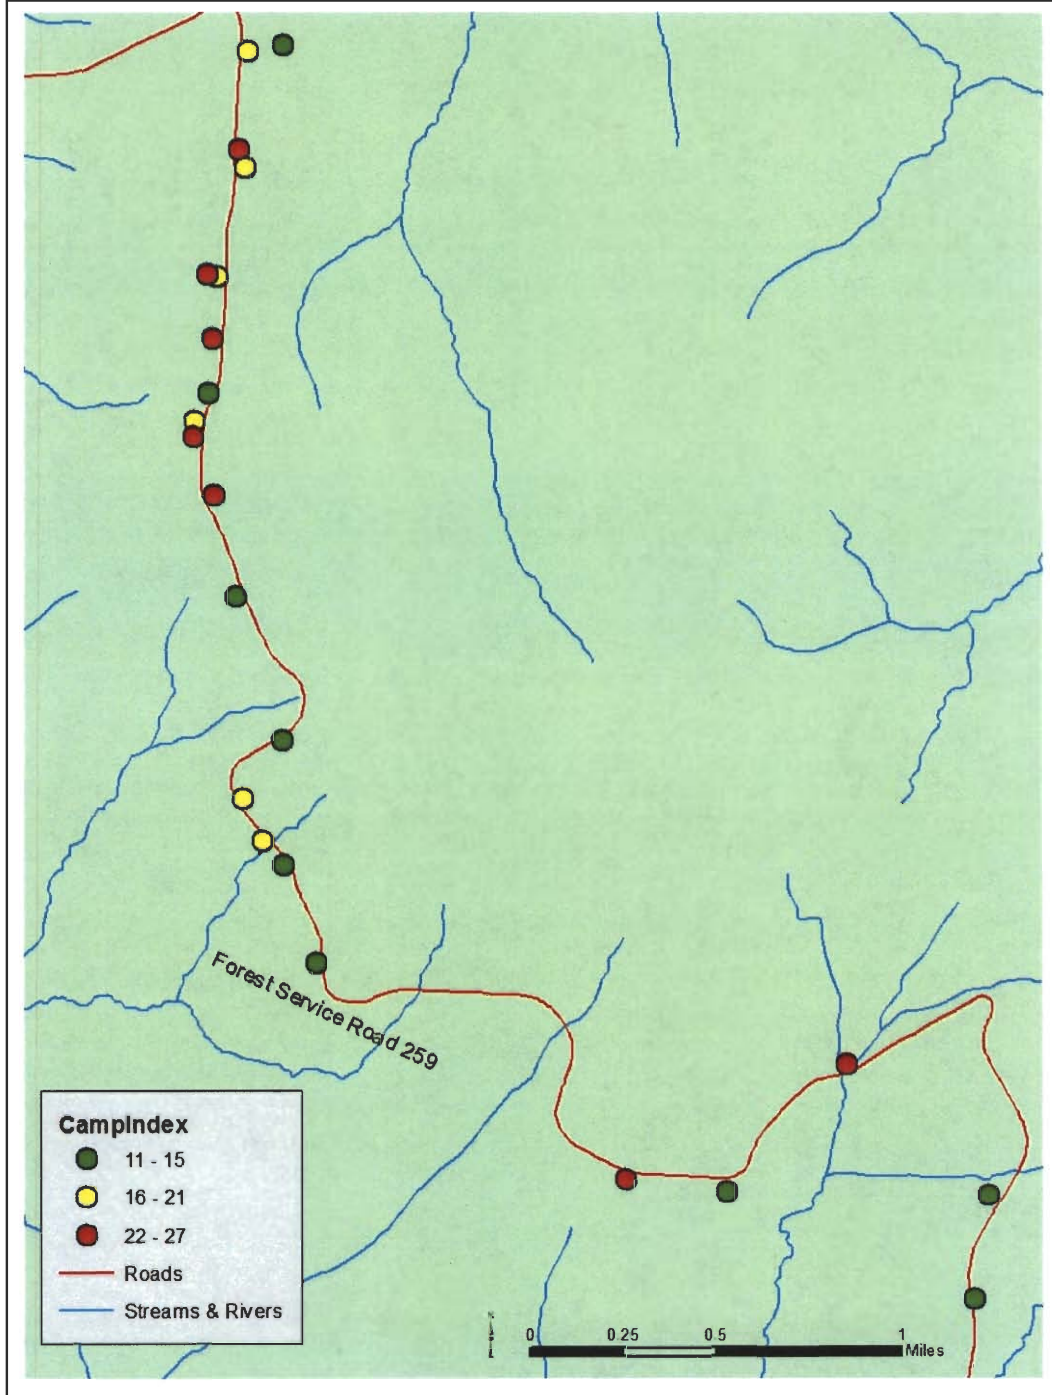 Forest Service Road 259
CampIndex
11 - 15
16 - 21
22 - 27
Roads
Streams & Rivers
0 0.25 0.5 1
Miles